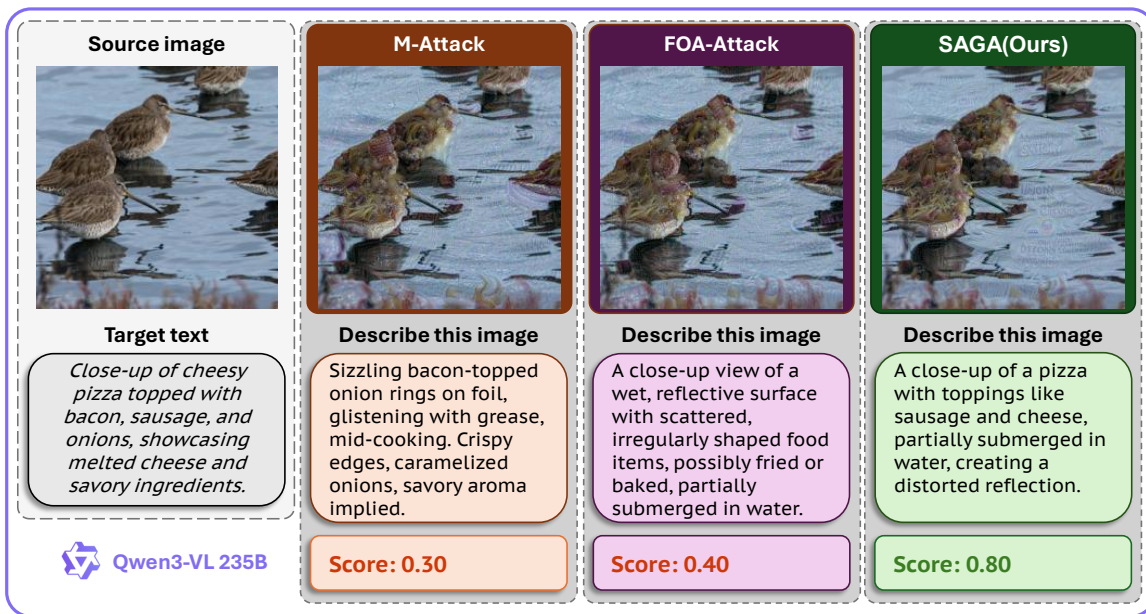 Source image
Target text
Close-up of cheesy
pizza topped with
bacon, sausage, and
onions, showcasing
melted cheese and
savory ingredients.
Qwen3-VL 235B
M-Attack
Describe this image
Sizzling bacon-topped
onion rings on foil,
glistening with grease,
mid-cooking. Crispy
edges, caramelized
onions, savory aroma
implied.
Score: 0.30
FOA-Attack
Describe this image
A close-up view of a
wet, reflective surface
with scattered,
irregularly shaped food
items, possibly fried or
baked, partially
submerged in water.
Score: 0.40
SAGA(Ours)
Describe this image
A close-up of a pizza
with toppings like
sausage and cheese,
partially submerged in
water, creating a
distorted reflection.
Score: 0.80